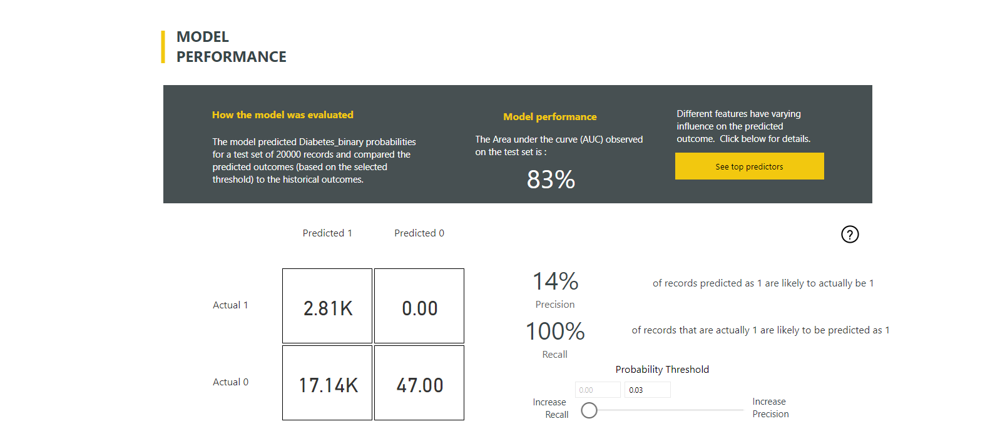 MODEL
PERFORMANCE
How the model was evaluated
The model predicted Diabetes_binary probabilities
for a test set of 20000 records and compared the
predicted outcomes (based on the selected
threshold) to the historical outcomes.
Model performance
The Area under the curve (AUC) observed
on the test set is :
83%
Different features have varying
influence on the predicted
outcome.  Click below for details.
See top predictors
Predicted 1
Predicted 0
?
Actual 1
2.81K
0.00
Actual 0
17.14K
47.00
14%
Precision
of records predicted as 1 are likely to actually be 1
100%
Recall
of records that are actually 1 are likely to be predicted as 1
Probability Threshold
0.00
0.03
Increase
Recall
Increase
Precision